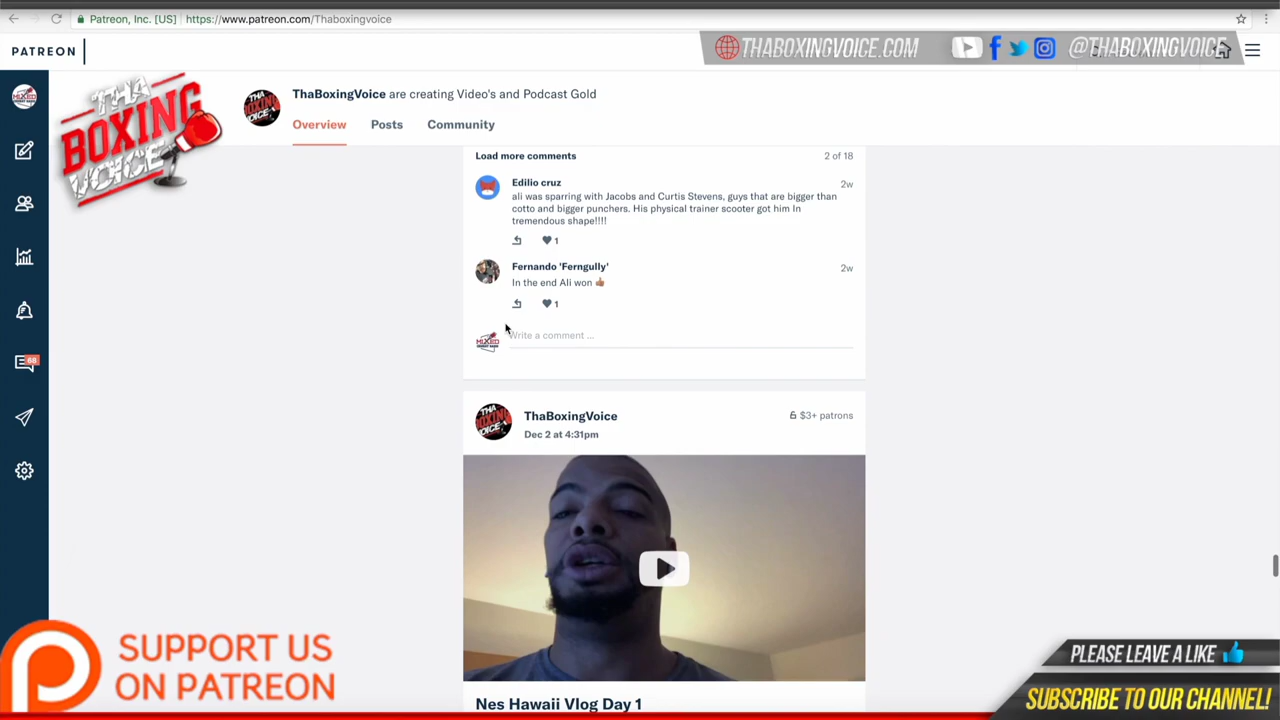 Patreon, Inc. [US]
https://www.patreon.com/Thaboxingvoice
PATREON
THABOXINGVOICE.COM
@THABOXINGVOICE
THA
BOXING
VOICE
ThaBoxingVoice are creating Video's and Podcast Gold
Overview
Posts
Community
Load more comments
2 of 18
Edilio cruz
2w
ali was sparring with Jacobs and Curtis Stevens, guys that are bigger than
cotto and bigger punchers. His physical trainer scooter got him In
tremendous shape!!!!
1
Fernando 'Ferngully'
2w
In the end Ali won 👍🏽
1
Write a comment ...
68
ThaBoxingVoice
$3+ patrons
Dec 2 at 4:31pm
Nes Hawaii Vlog Day 1
SUPPORT US
ON PATREON
PLEASE LEAVE A LIKE
SUBSCRIBE TO OUR CHANNEL!